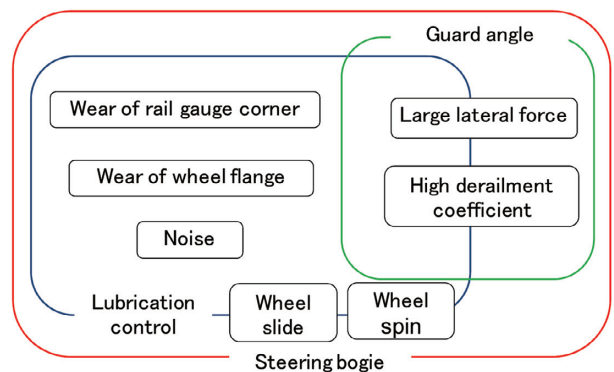 Guard angle
Wear of rail gauge corner
Large lateral force
Wear of wheel flange
High derailment
coefficient
Noise
Lubrication
control
Wheel
slide
Wheel
spin
Steering bogie